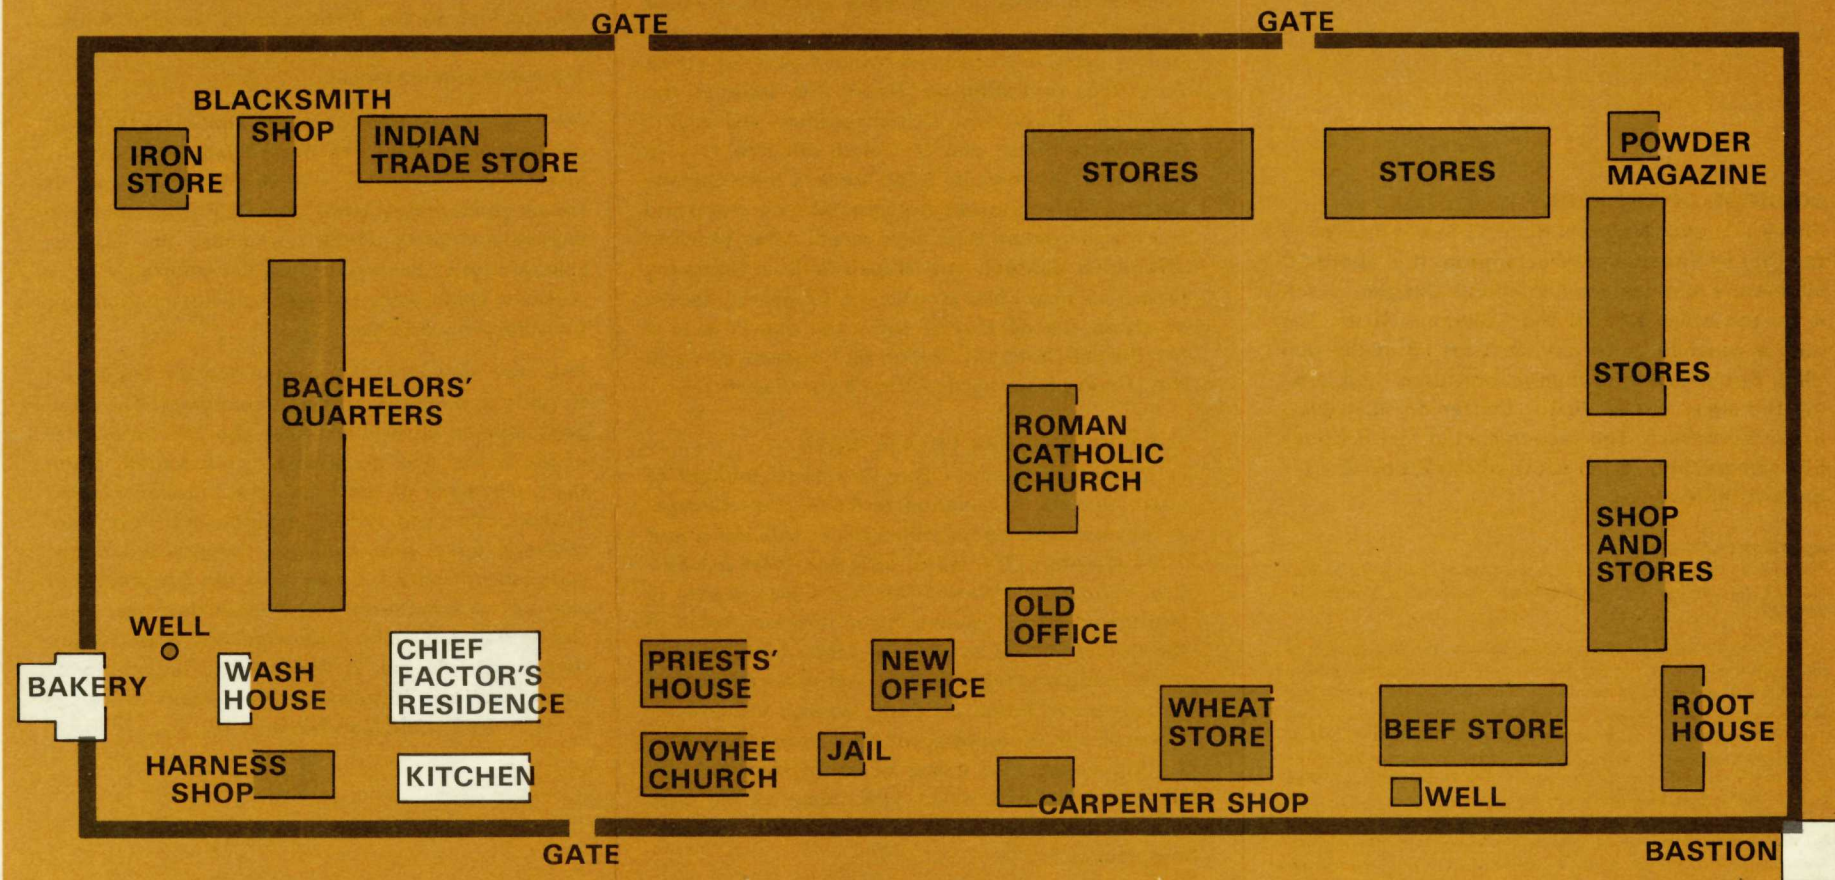 GATE
GATE
BLACKSMITH
SHOP
IRON
STORE
INDIAN
TRADE STORE
STORES
STORES
POWDER
MAGAZINE
STORES
BACHELORS'
QUARTERS
ROMAN
CATHOLIC
CHURCH
SHOP
AND
STORES
OLD
OFFICE
WELL
BAKERY
WASH
HOUSE
CHIEF
FACTOR'S
RESIDENCE
PRIESTS'
HOUSE
NEW
OFFICE
WHEAT
STORE
BEEF STORE
ROOT
HOUSE
HARNESS
SHOP
KITCHEN
OWYHEE
CHURCH
JAIL
CARPENTER SHOP
WELL
GATE
BASTION